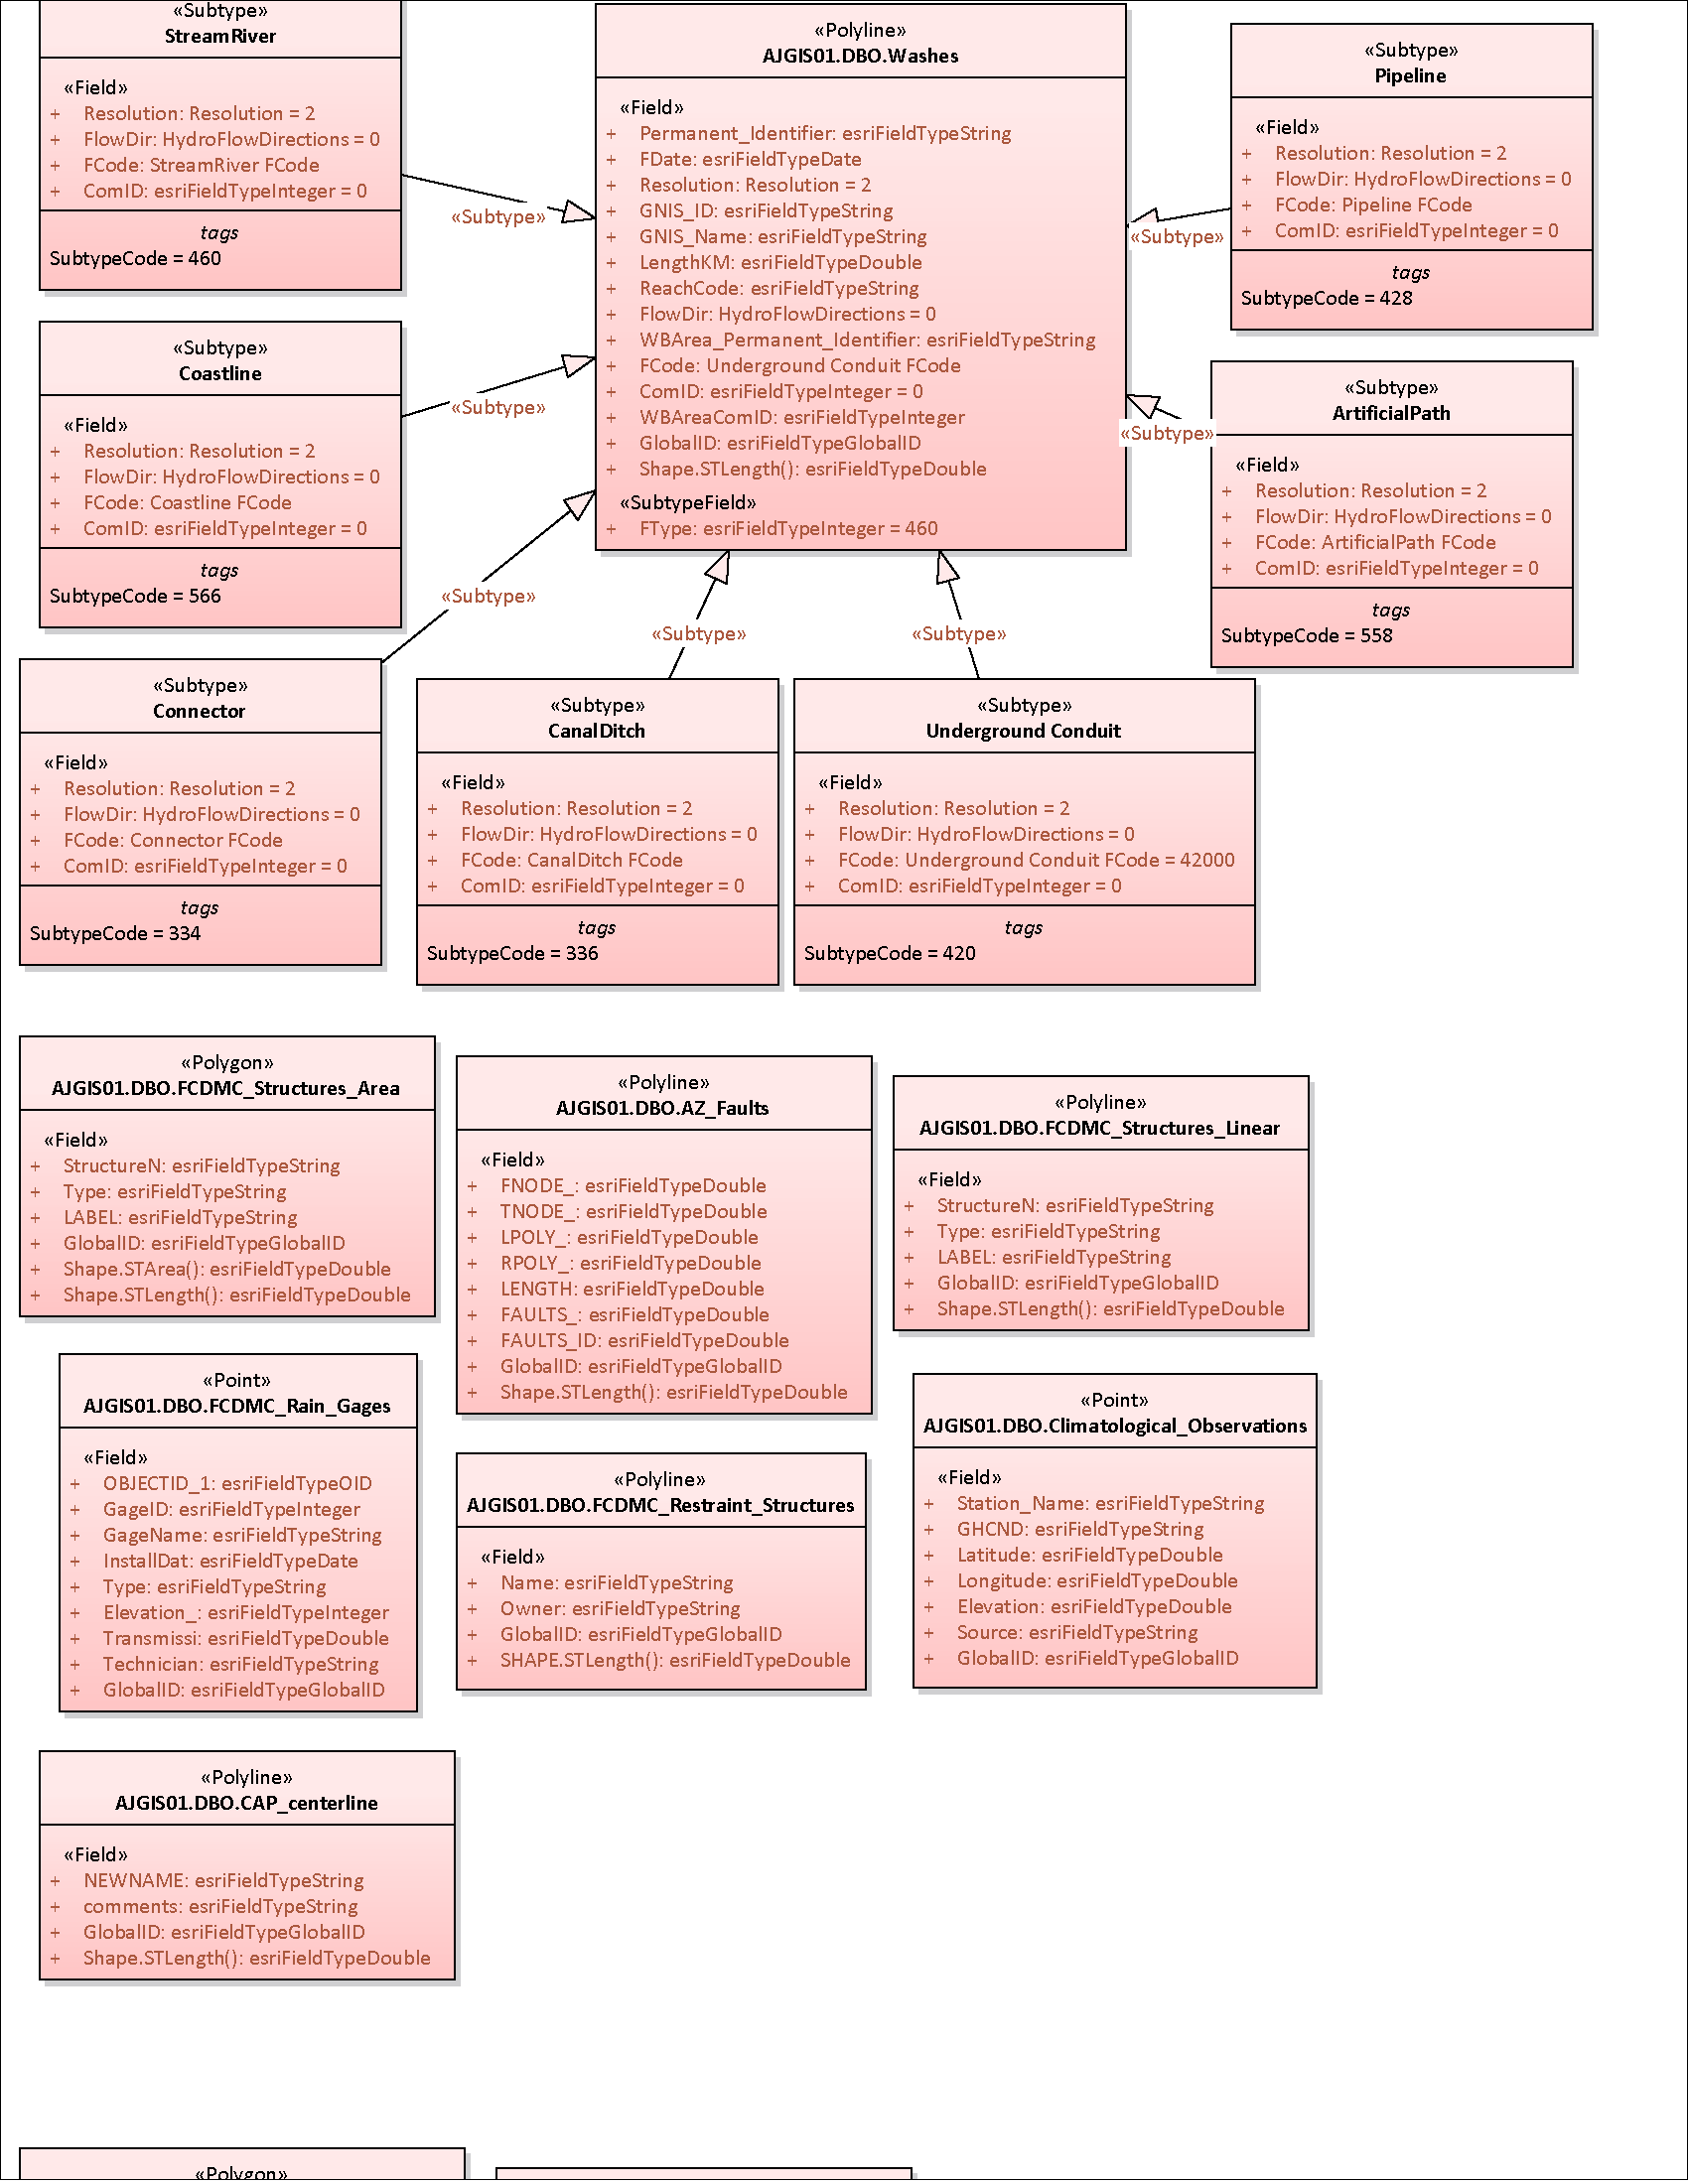 «Subtype»
StreamRiver
«Field»
+ Resolution: Resolution = 2
+ FlowDir: HydroFlowDirections = 0
+ FCode: StreamRiver FCode
+ ComID: esriFieldTypeInteger = 0
tags
SubtypeCode = 460
«Polyline»
AJGIS01.DBO.Washes
«Field»
+ Permanent_Identifier: esriFieldTypeString
+ FDate: esriFieldTypeDate
+ Resolution: Resolution = 2
+ GNIS_ID: esriFieldTypeString
+ GNIS_Name: esriFieldTypeString
+ LengthKM: esriFieldTypeDouble
+ ReachCode: esriFieldTypeString
+ FlowDir: HydroFlowDirections = 0
+ WBArea_Permanent_Identifier: esriFieldTypeString
+ FCode: Underground Conduit FCode
+ ComID: esriFieldTypeInteger = 0
+ WBAreaComID: esriFieldTypeInteger
+ GlobalID: esriFieldTypeGlobalID
+ Shape.STLength(): esriFieldTypeDouble
«SubtypeField»
+ FType: esriFieldTypeInteger = 460
«Subtype»
Pipeline
«Field»
+ Resolution: Resolution = 2
+ FlowDir: HydroFlowDirections = 0
+ FCode: Pipeline FCode
+ ComID: esriFieldTypeInteger = 0
tags
SubtypeCode = 428
«Subtype»
«Subtype»
«Subtype»
Coastline
«Field»
+ Resolution: Resolution = 2
+ FlowDir: HydroFlowDirections = 0
+ FCode: Coastline FCode
+ ComID: esriFieldTypeInteger = 0
tags
SubtypeCode = 566
«Subtype»
«Subtype»
«Subtype»
ArtificialPath
«Field»
+ Resolution: Resolution = 2
+ FlowDir: HydroFlowDirections = 0
+ FCode: ArtificialPath FCode
+ ComID: esriFieldTypeInteger = 0
tags
SubtypeCode = 558
«Subtype»
«Subtype»
«Subtype»
«Subtype»
Connector
«Field»
+ Resolution: Resolution = 2
+ FlowDir: HydroFlowDirections = 0
+ FCode: Connector FCode
+ ComID: esriFieldTypeInteger = 0
tags
SubtypeCode = 334
«Subtype»
CanalDitch
«Field»
+ Resolution: Resolution = 2
+ FlowDir: HydroFlowDirections = 0
+ FCode: CanalDitch FCode
+ ComID: esriFieldTypeInteger = 0
tags
SubtypeCode = 336
«Subtype»
Underground Conduit
«Field»
+ Resolution: Resolution = 2
+ FlowDir: HydroFlowDirections = 0
+ FCode: Underground Conduit FCode = 42000
+ ComID: esriFieldTypeInteger = 0
tags
SubtypeCode = 420
«Polygon»
AJGIS01.DBO.FCDMC_Structures_Area
«Field»
+ StructureN: esriFieldTypeString
+ Type: esriFieldTypeString
+ LABEL: esriFieldTypeString
+ GlobalID: esriFieldTypeGlobalID
+ Shape.STArea(): esriFieldTypeDouble
+ Shape.STLength(): esriFieldTypeDouble
«Polyline»
AJGIS01.DBO.AZ_Faults
«Field»
+ FNODE_: esriFieldTypeDouble
+ TNODE_: esriFieldTypeDouble
+ LPOLY_: esriFieldTypeDouble
+ RPOLY_: esriFieldTypeDouble
+ LENGTH: esriFieldTypeDouble
+ FAULTS_: esriFieldTypeDouble
+ FAULTS_ID: esriFieldTypeDouble
+ GlobalID: esriFieldTypeGlobalID
+ Shape.STLength(): esriFieldTypeDouble
«Polyline»
AJGIS01.DBO.FCDMC_Structures_Linear
«Field»
+ StructureN: esriFieldTypeString
+ Type: esriFieldTypeString
+ LABEL: esriFieldTypeString
+ GlobalID: esriFieldTypeGlobalID
+ Shape.STLength(): esriFieldTypeDouble
«Point»
AJGIS01.DBO.FCDMC_Rain_Gages
«Field»
+ OBJECTID_1: esriFieldTypeOID
+ GageID: esriFieldTypeInteger
+ GageName: esriFieldTypeString
+ InstallDat: esriFieldTypeDate
+ Type: esriFieldTypeString
+ Elevation_: esriFieldTypeInteger
+ Transmissi: esriFieldTypeDouble
+ Technician: esriFieldTypeString
+ GlobalID: esriFieldTypeGlobalID
«Polyline»
AJGIS01.DBO.FCDMC_Restraint_Structures
«Field»
+ Name: esriFieldTypeString
+ Owner: esriFieldTypeString
+ GlobalID: esriFieldTypeGlobalID
+ SHAPE.STLength(): esriFieldTypeDouble
«Point»
AJGIS01.DBO.Climatological_Observations
«Field»
+ Station_Name: esriFieldTypeString
+ GHCND: esriFieldTypeString
+ Latitude: esriFieldTypeDouble
+ Longitude: esriFieldTypeDouble
+ Elevation: esriFieldTypeDouble
+ Source: esriFieldTypeString
+ GlobalID: esriFieldTypeGlobalID
«Polyline»
AJGIS01.DBO.CAP_centerline
«Field»
+ NEWNAME: esriFieldTypeString
+ comments: esriFieldTypeString
+ GlobalID: esriFieldTypeGlobalID
+ Shape.STLength(): esriFieldTypeDouble
«Polygon»